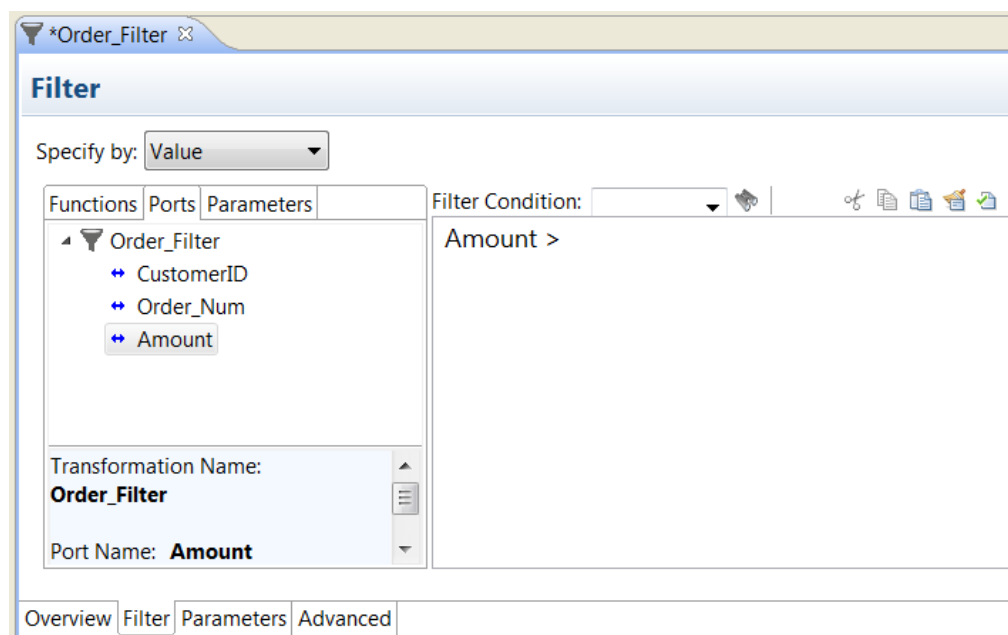 *Order_Filter
Filter
Specify by: Value
Functions Ports Parameters
Filter Condition:
Order_Filter
CustomerID
Order_Num
Amount
Amount >
Transformation Name:
Order_Filter
Port Name: Amount
Overview Filter Parameters Advanced